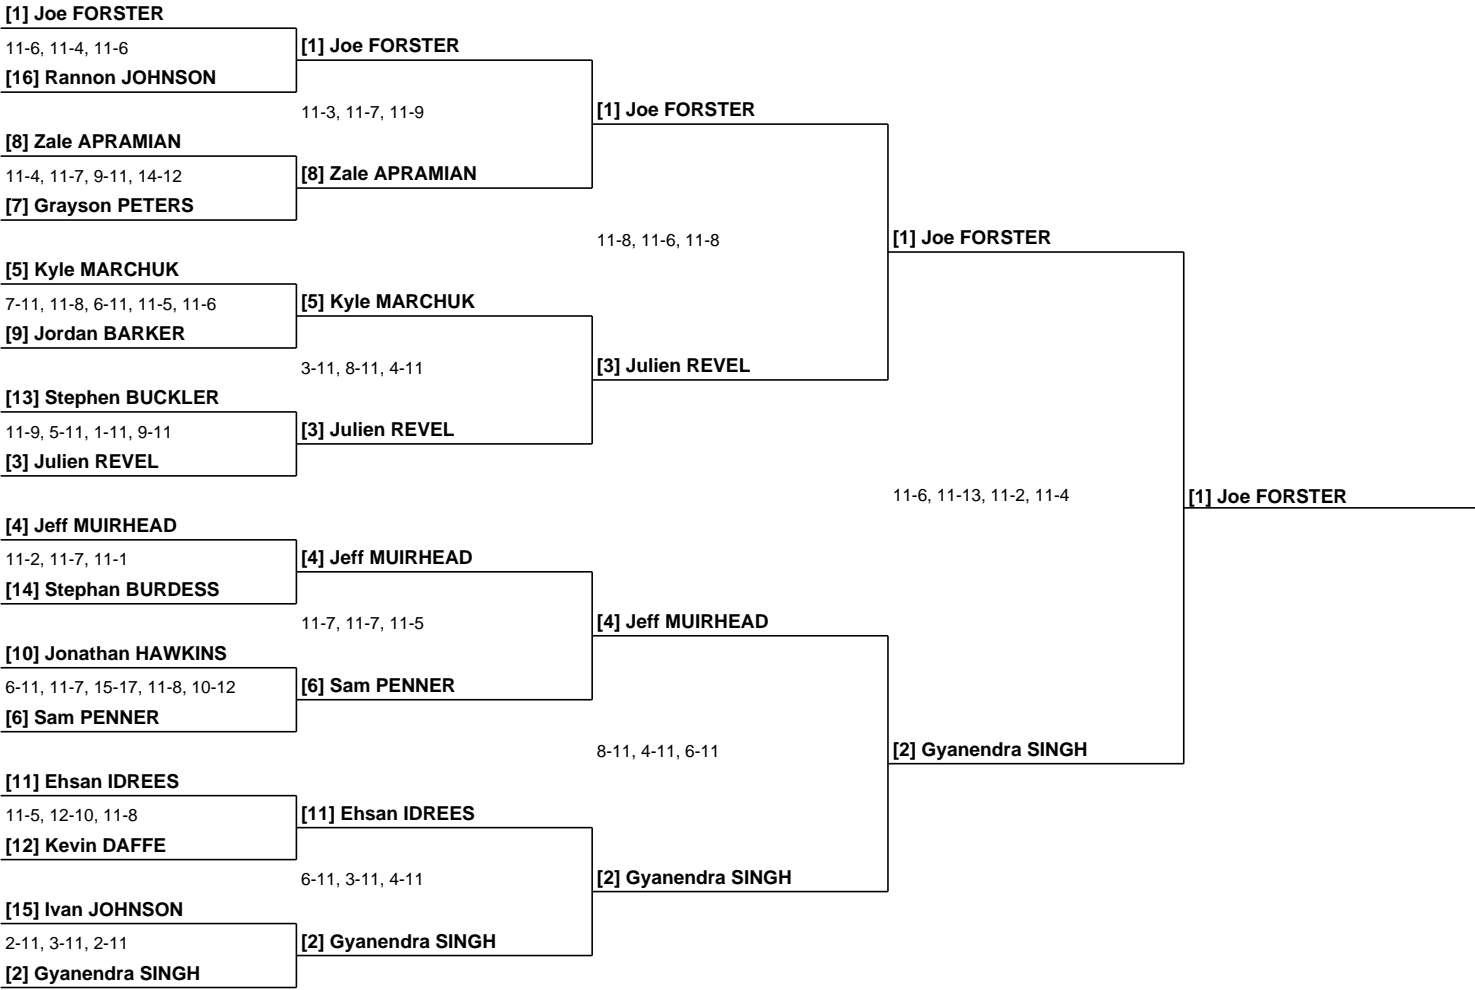 [1] Joe FORSTER
11-6, 11-4, 11-6
[16] Rannon JOHNSON
[8] Zale APRAMIAN
11-4, 11-7, 9-11, 14-12
[7] Grayson PETERS
[5] Kyle MARCHUK
7-11, 11-8, 6-11, 11-5, 11-6
[9] Jordan BARKER
[13] Stephen BUCKLER
11-9, 5-11, 1-11, 9-11
[3] Julien REVEL
[4] Jeff MUIRHEAD
11-2, 11-7, 11-1
[14] Stephan BURDESS
[10] Jonathan HAWKINS
6-11, 11-7, 15-17, 11-8, 10-12
[6] Sam PENNER
[11] Ehsan IDREES
11-5, 12-10, 11-8
[12] Kevin DAFFE
[15] Ivan JOHNSON
2-11, 3-11, 2-11
[2] Gyanendra SINGH
[1] Joe FORSTER
11-3, 11-7, 11-9
[8] Zale APRAMIAN
[5] Kyle MARCHUK
3-11, 8-11, 4-11
[3] Julien REVEL
[4] Jeff MUIRHEAD
11-7, 11-7, 11-5
[6] Sam PENNER
[11] Ehsan IDREES
6-11, 3-11, 4-11
[2] Gyanendra SINGH
[1] Joe FORSTER
11-8, 11-6, 11-8
[3] Julien REVEL
[4] Jeff MUIRHEAD
8-11, 4-11, 6-11
[2] Gyanendra SINGH
[1] Joe FORSTER
11-6, 11-13, 11-2, 11-4
[2] Gyanendra SINGH
[1] Joe FORSTER